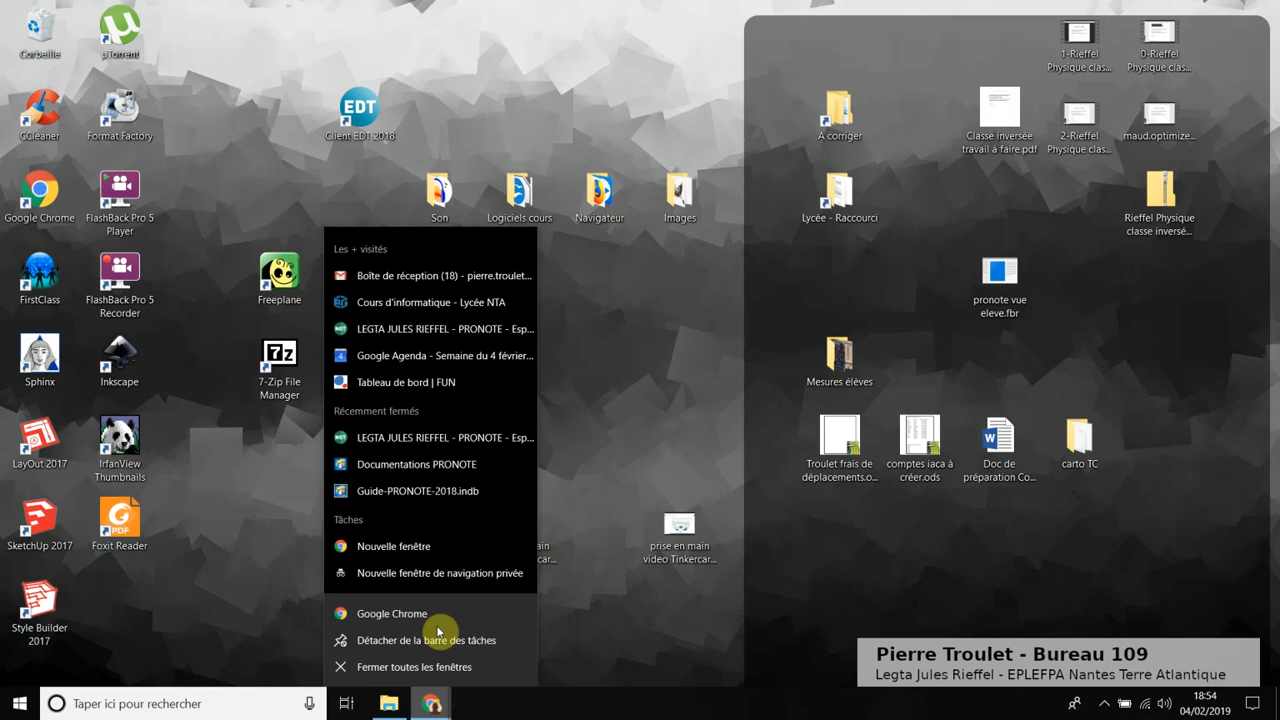 Corbeille
µTorrent
CCleaner
Format Factory
EDT
Client EDT 2018
Google Chrome
FlashBack Pro 5
Player
Son
Logiciels cours
Navigateur
Images
FirstClass
FlashBack Pro 5
Recorder
Freeplane
Sphinx
Inkscape
7z
7-Zip File
Manager
LayOut 2017
IrfanView
Thumbnails
SketchUp 2017
PDF
Foxit Reader
Style Builder
2017
Les + visités
Boîte de réception (18) - pierre.troulet...
Cours d'informatique - Lycée NTA
LEGTA JULES RIEFFEL - PRONOTE - Esp...
4
Google Agenda - Semaine du 4 février...
Tableau de bord | FUN
Récemment fermés
LEGTA JULES RIEFFEL - PRONOTE - Esp...
Documentations PRONOTE
Guide-PRONOTE-2018.indb
Tâches
Nouvelle fenêtre
Nouvelle fenêtre de navigation privée
Google Chrome
Détacher de la barre des tâches
Fermer toutes les fenêtres
prise en main
video Tinkercar...
1-Rieffel
Physique clas...
0-Rieffel
Physique clas...
A corriger
Classe inversée
travail à faire.pdf
2-Rieffel
Physique clas...
maud.optimize...
Lycée - Raccourci
Rieffel Physique
classe inversé...
pronote vue
eleve.fbr
Mesures élèves
Troulet frais de
déplacements.o...
comptes iaca à
créer.ods
W
Doc de
préparation Co...
carto TC
Pierre Troulet - Bureau 109
Legta Jules Rieffel - EPLEFPA Nantes Terre Atlantique
Taper ici pour rechercher
18:54
04/02/2019